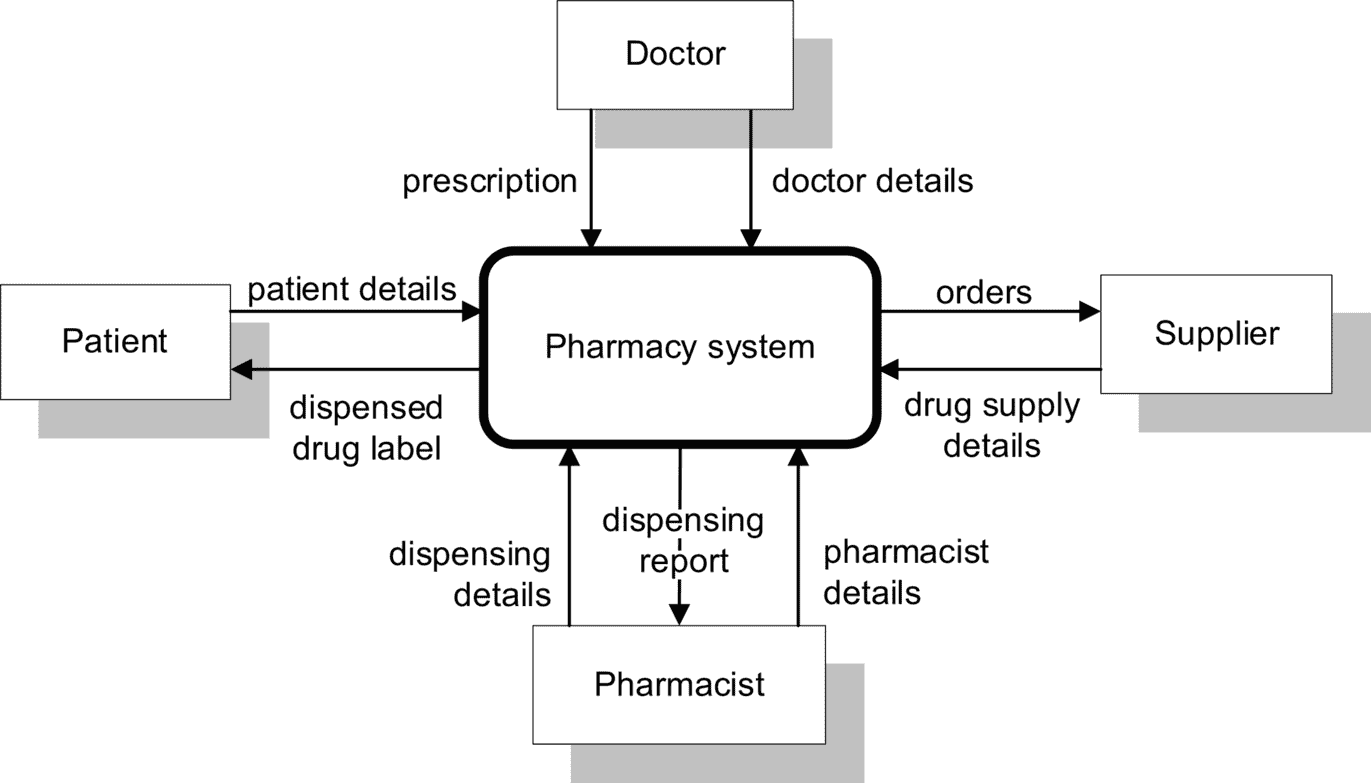 Doctor
prescription
doctor details
patient details
orders
Patient
Pharmacy system
Supplier
dispensed
drug label
drug supply
details
dispensing
details
dispensing
report
pharmacist
details
Pharmacist